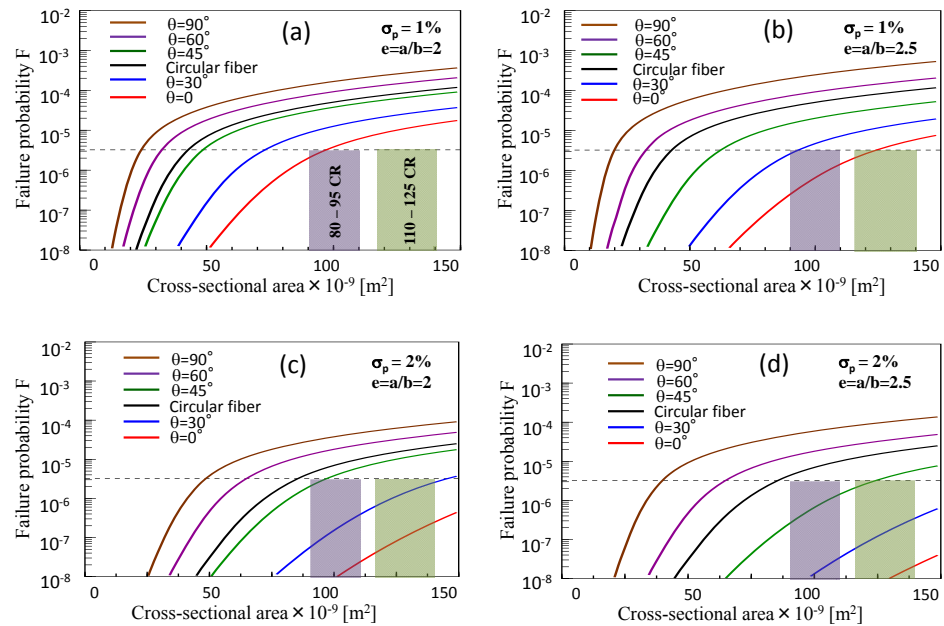 (a)
σp = 1%
e=a/b=2
θ=90°
θ=60°
θ=45°
Circular fiber
θ=30°
θ=0
Failure probability F
10-2
10-3
10-4
10-5
10-6
10-7
10-8
80 – 95 CR
110 – 125 CR
0 50 100 150
Cross-sectional area × 10-9 [m2]
(b)
σp = 1%
e=a/b=2.5
θ=90°
θ=60°
θ=45°
Circular fiber
θ=30°
θ=0°
Failure probability F
10-2
10-3
10-4
10-5
10-6
10-7
10-8
0 50 100 150
Cross-sectional area × 10-9 [m2]
(c)
σp = 2%
e=a/b=2
θ=90°
θ=60°
θ=45°
Circular fiber
θ=30°
θ=0°
Failure probability F
10-2
10-3
10-4
10-5
10-6
10-7
10-8
0 50 100 150
Cross-sectional area × 10-9 [m2]
(d)
σp = 2%
e=a/b=2.5
θ=90°
θ=60°
θ=45°
Circular fiber
θ=30°
θ=0°
Failure probability F
10-2
10-3
10-4
10-5
10-6
10-7
10-8
0 50 100 150
Cross-sectional area × 10-9 [m2]